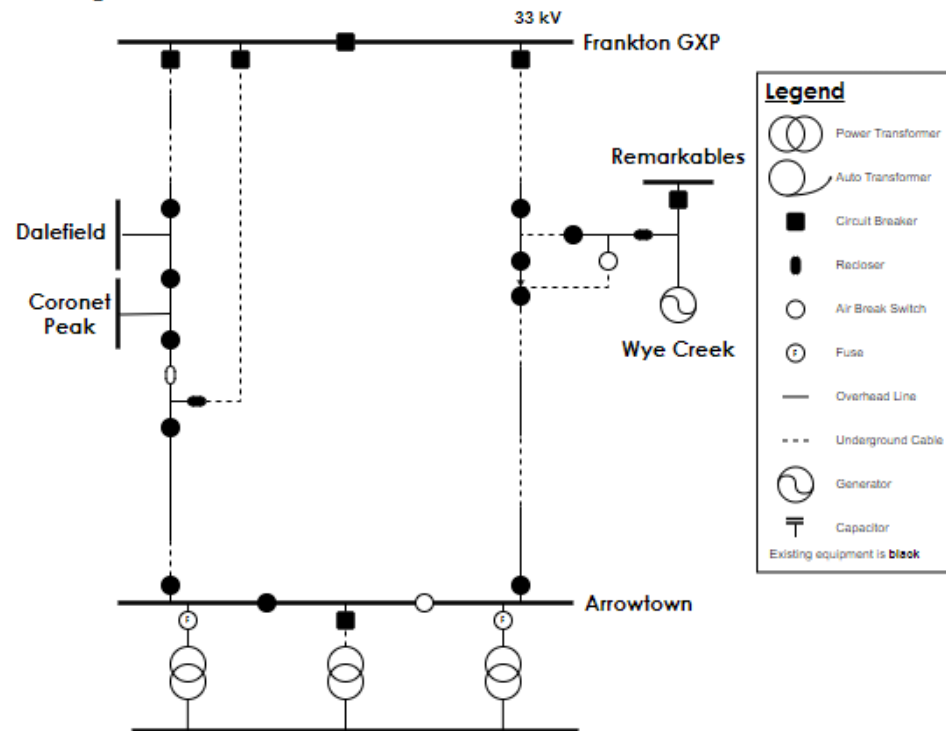 33 kV
Frankton GXP
Legend
Power Transformer
Remarkables
Auto Transformer
Circuit Breaker
Dalefield
Recloser
Coronet
Peak
Air Break Switch
Wye Creek
F
Fuse
Overhead Line
Underground Cable
Generator
Capacitor
Existing equipment is black
Arrowtown
F
F